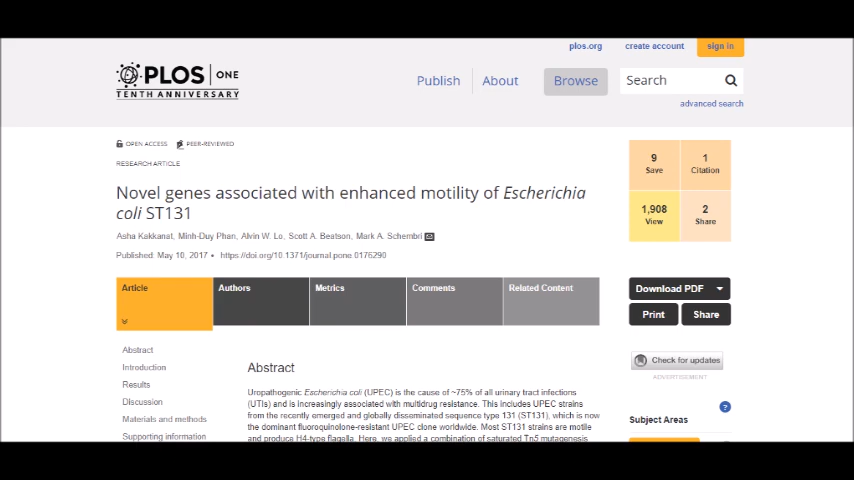 plos.org create account sign in
PLOS ONE
TENTH ANNIVERSARY
Publish About Browse Search
advanced search
OPEN ACCESS PEER-REVIEWED
RESEARCH ARTICLE
Novel genes associated with enhanced motility of Escherichia
coli ST131
Asha Kakkanat, Minh-Duy Phan, Alvin W. Lo, Scott A. Beatson, Mark A. Schembri
Published: May 10, 2017 • https://doi.org/10.1371/journal.pone.0176290
9
Save
1
Citation
1,908
View
2
Share
Article Authors Metrics Comments Related Content
Download PDF
Print Share
Check for updates
ADVERTISEMENT
Subject Areas
?
Abstract
Introduction
Results
Discussion
Materials and methods
Supporting information
Abstract
Uropathogenic Escherichia coli (UPEC) is the cause of ~75% of all urinary tract infections
(UTIs) and is increasingly associated with multidrug resistance. This includes UPEC strains
from the recently emerged and globally disseminated sequence type 131 (ST131), which is now
the dominant fluoroquinolone-resistant UPEC clone worldwide. Most ST131 strains are motile
and produce H4-type flagella. Here, we applied a combination of saturated Tn5 mutagenesis